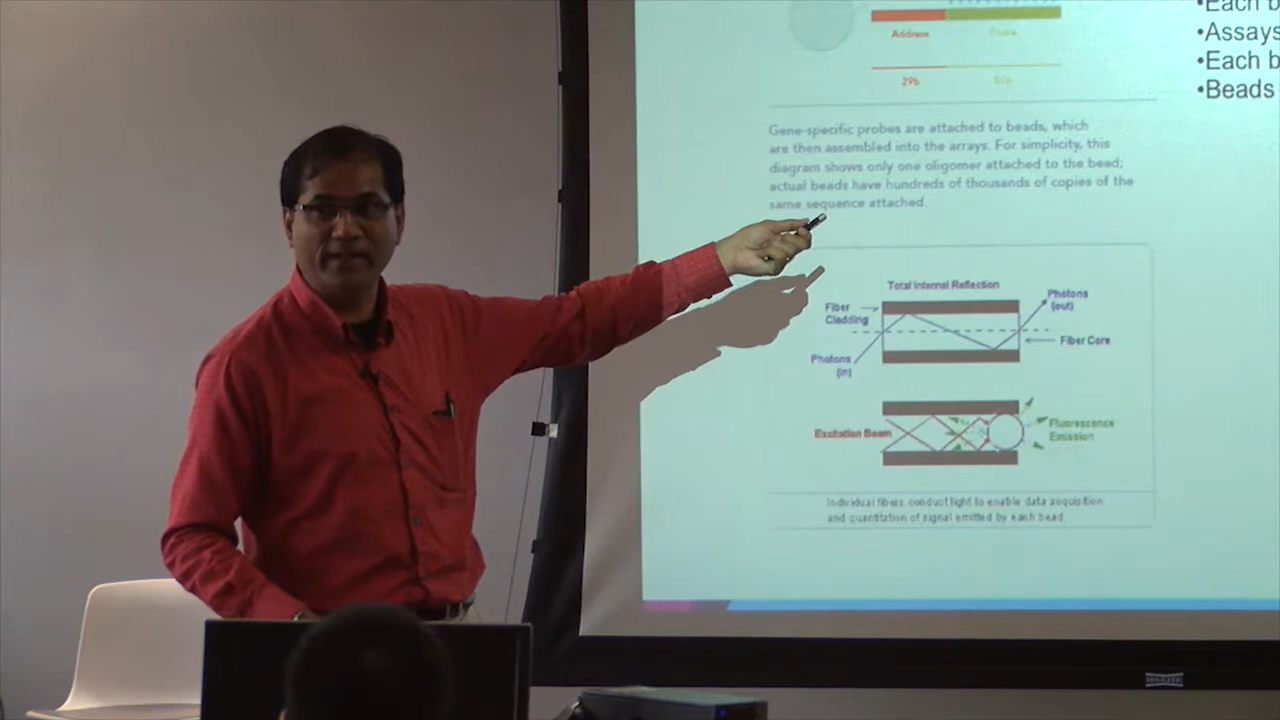 Address
29b
Gene-specific probes are attached to beads, which
are then assembled into the arrays. For simplicity, this
diagram shows only one oligomer attached to the bead;
actual beads have hundreds of thousands of copies of the
same sequence attached.
•Each b
•Assays
•Each b
•Beads
Total Internal Reflection
Fiber
Cladding
Photons
(out)
Fiber Core
Photons
(in)
Excitation Beam
Fluorescence
Emission
Individual fibers conduct light to enable data acquisition
and quantitation of signal emitted by each bead